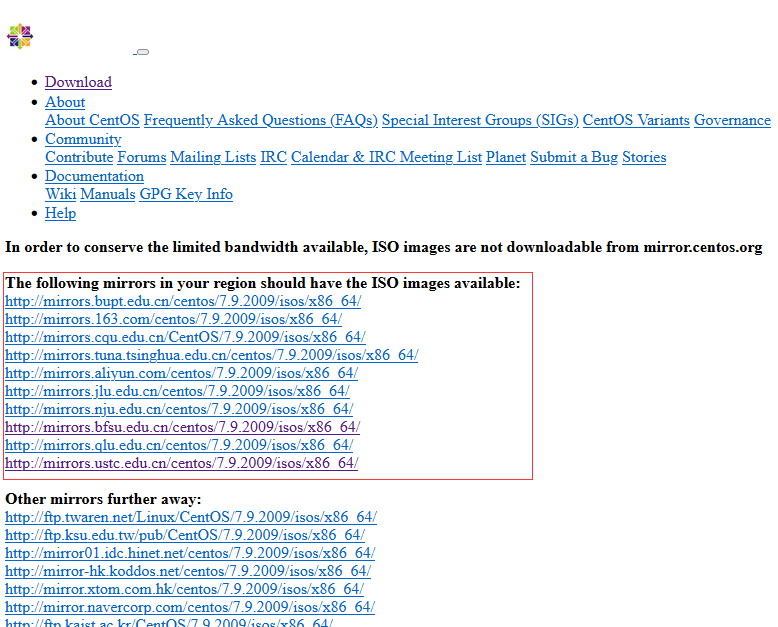 Download
About
About CentOS Frequently Asked Questions (FAQs) Special Interest Groups (SIGs) CentOS Variants Governance
Community
Contribute Forums Mailing Lists IRC Calendar & IRC Meeting List Planet Submit a Bug Stories
Documentation
Wiki Manuals GPG Key Info
Help
In order to conserve the limited bandwidth available, ISO images are not downloadable from mirror.centos.org
The following mirrors in your region should have the ISO images available:
http://mirrors.bupt.edu.cn/centos/7.9.2009/isos/x86_64/
http://mirrors.163.com/centos/7.9.2009/isos/x86_64/
http://mirrors.cqu.edu.cn/CentOS/7.9.2009/isos/x86_64/
http://mirrors.tuna.tsinghua.edu.cn/centos/7.9.2009/isos/x86_64/
http://mirrors.aliyun.com/centos/7.9.2009/isos/x86_64/
http://mirrors.jlu.edu.cn/centos/7.9.2009/isos/x86_64/
http://mirrors.nju.edu.cn/centos/7.9.2009/isos/x86_64/
http://mirrors.bfsu.edu.cn/centos/7.9.2009/isos/x86_64/
http://mirrors.qlu.edu.cn/centos/7.9.2009/isos/x86_64/
http://mirrors.ustc.edu.cn/centos/7.9.2009/isos/x86_64/
Other mirrors further away:
http://ftp.twaren.net/Linux/CentOS/7.9.2009/isos/x86_64/
http://ftp.ksu.edu.tw/pub/CentOS/7.9.2009/isos/x86_64/
http://mirror01.idc.hinet.net/centos/7.9.2009/isos/x86_64/
http://mirror-hk.koddos.net/centos/7.9.2009/isos/x86_64/
http://mirror.xtom.com.hk/centos/7.9.2009/isos/x86_64/
http://mirror.navercorp.com/centos/7.9.2009/isos/x86_64/
http://ftp.kaist.ac.kr/CentOS/7.9.2009/isos/x86_64/